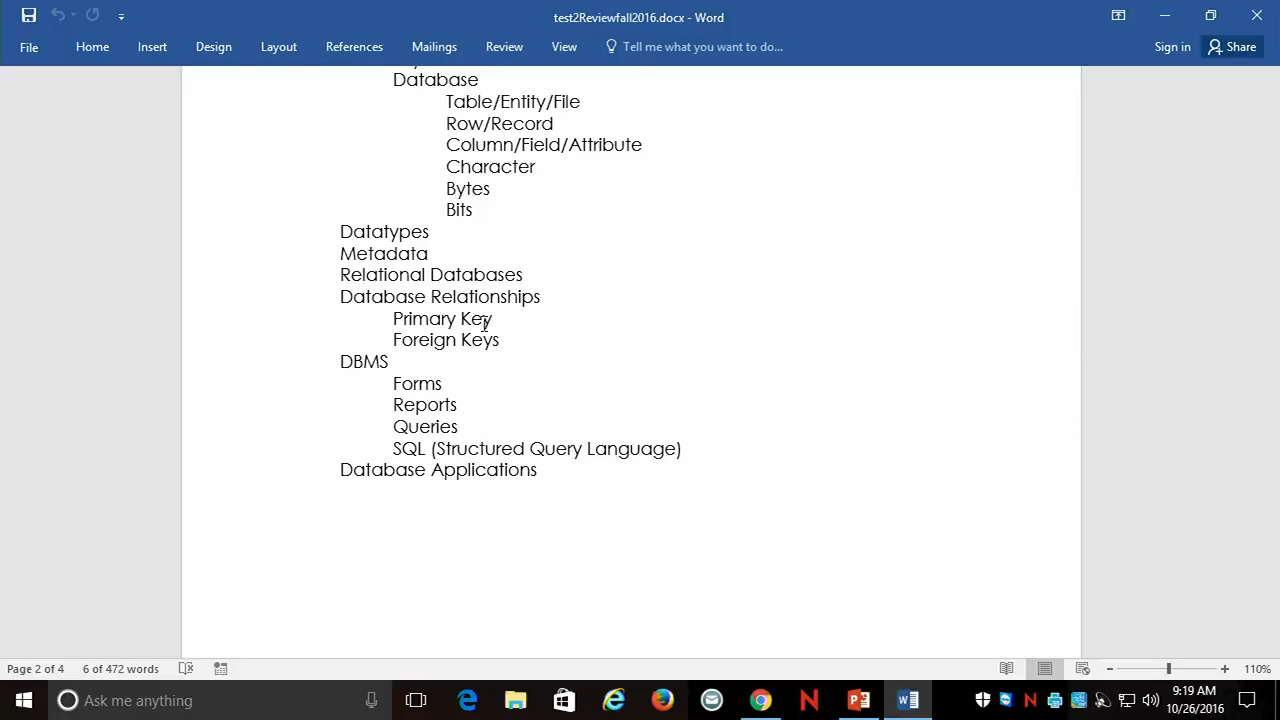 test2Reviewfall2016.docx - Word
File Home Insert Design Layout References Mailings Review View Tell me what you want to do... Sign in Share
Database
Table/Entity/File
Row/Record
Column/Field/Attribute
Character
Bytes
Bits
Datatypes
Metadata
Relational Databases
Database Relationships
Primary Key
Foreign Keys
DBMS
Forms
Reports
Queries
SQL (Structured Query Language)
Database Applications
Page 2 of 4 6 of 472 words 110%
Ask me anything
9:19 AM
10/26/2016